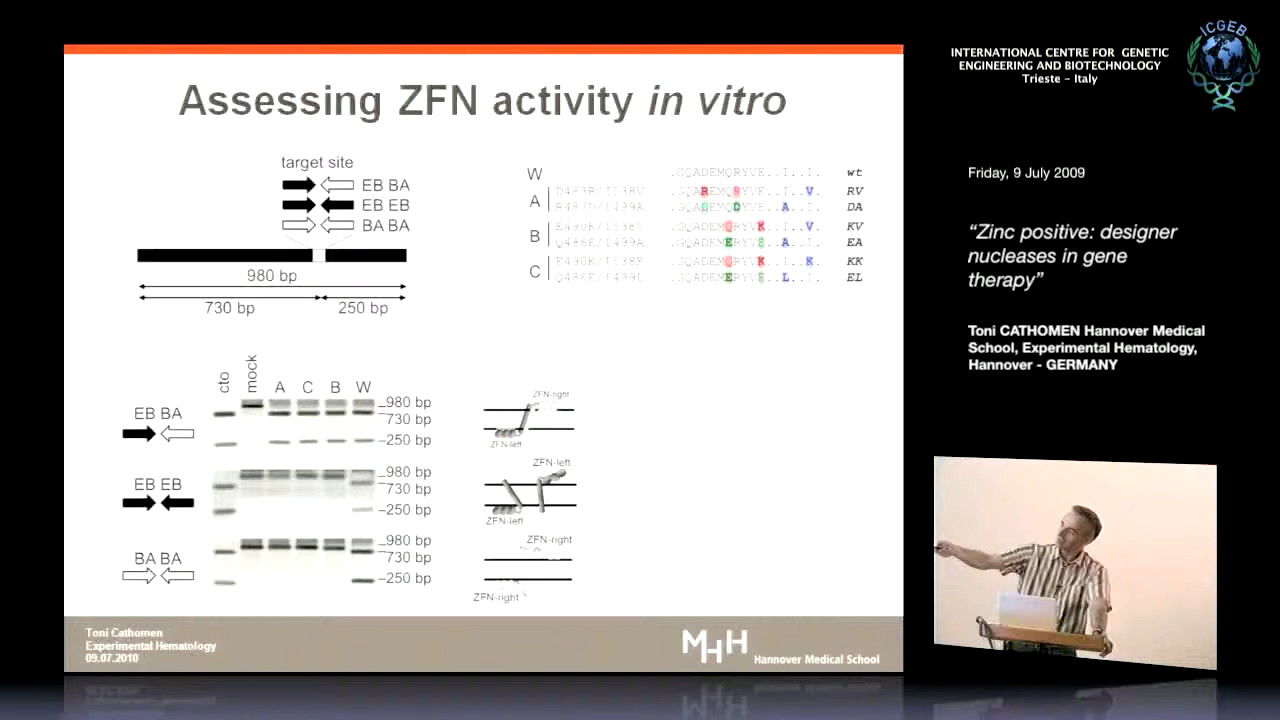 Assessing ZFN activity in vitro
target site
EB BA
EB EB
BA BA
980 bp
730 bp
250 bp
W
A
B
C
wt
RV
DA
KV
EA
KK
EL
cto
mock
A
C
B
W
EB BA
980 bp
730 bp
250 bp
ZFN-right
ZFN-left
EB EB
980 bp
730 bp
250 bp
ZFN-left
ZFN-left
BA BA
980 bp
730 bp
250 bp
ZFN-right
ZFN-right
Toni Cathomen
Experimental Hematology
09.07.2010
MHH
Hannover Medical School
ICGEB
INTERNATIONAL CENTRE FOR GENETIC
ENGINEERING AND BIOTECHNOLOGY
Trieste – Italy
Friday, 9 July 2009
“Zinc positive: designer
nucleases in gene
therapy”
Toni CATHOMEN Hannover Medical
School, Experimental Hematology,
Hannover - GERMANY